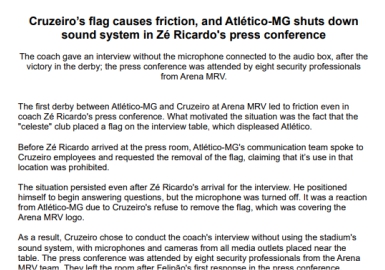 Cruzeiro's flag causes friction, and Atlético-MG shuts down
sound system in Zé Ricardo's press conference
The coach gave an interview without the microphone connected to the audio box, after the
victory in the derby; the press conference was attended by eight security professionals
from Arena MRV.
The first derby between Atlético-MG and Cruzeiro at Arena MRV led to friction even in
coach Zé Ricardo's press conference. What motivated the situation was the fact that the
"celeste" club placed a flag on the interview table, which displeased Atlético.
Before Zé Ricardo arrived at the press room, Atlético-MG's communication team spoke to
Cruzeiro employees and requested the removal of the flag, claiming that it's use in that
location was prohibited.
The situation persisted even after Zé Ricardo's arrival for the interview. He positioned
himself to begin answering questions, but the microphone was turned off. It was a reaction
from Atlético-MG due to Cruzeiro's refuse to remove the flag, which was covering the
Arena MRV logo.
As a result, Cruzeiro chose to conduct the coach's interview without using the stadium's
sound system, with microphones and cameras from all media outlets placed near the
table. The press conference was attended by eight security professionals from the Arena
MRV team. They left the room after Felipão's first response in the press conference